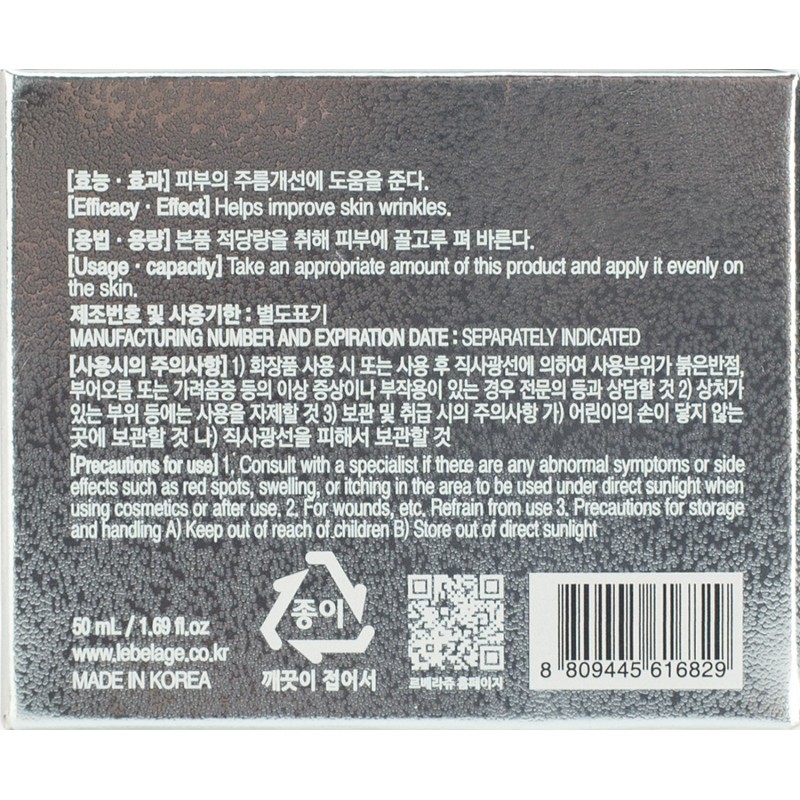 [효능 · 효과] 피부의 주름개선에 도움을 준다.
[Efficacy · Effect] Helps improve skin wrinkles.
[용법 · 용량] 본품 적당량을 취해 피부에 골고루 펴 바른다.
[Usage · capacity] Take an appropriate amount of this product and apply it evenly on
the skin.
제조번호 및 사용기한 : 별도표기
MANUFACTURING NUMBER AND EXPIRATION DATE : SEPARATELY INDICATED
[사용시의 주의사항] 1) 화장품 사용 시 또는 사용 후 직사광선에 의하여 사용부위가 붉은반점,
부어오름 또는 가려움증 등의 이상 증상이나 부작용이 있는 경우 전문의 등과 상담할 것 2) 상처가
있는 부위 등에는 사용을 자제할 것 3) 보관 및 취급 시의 주의사항 가) 어린이의 손이 닿지 않는
곳에 보관할 것 나) 직사광선을 피해서 보관할 것
[Precautions for use] 1. Consult with a specialist if there are any abnormal symptoms or side
effects such as red spots, swelling, or itching in the area to be used under direct sunlight when
using cosmetics or after use. 2. For wounds, etc. Refrain from use 3. Precautions for storage
and handling A) Keep out of reach of children B) Store out of direct sunlight
50 mL / 1.69 fl.oz
www.lebelage.co.kr
MADE IN KOREA
종이
깨끗이 접어서
르베라쥬 홈페이지
8 809445 616829